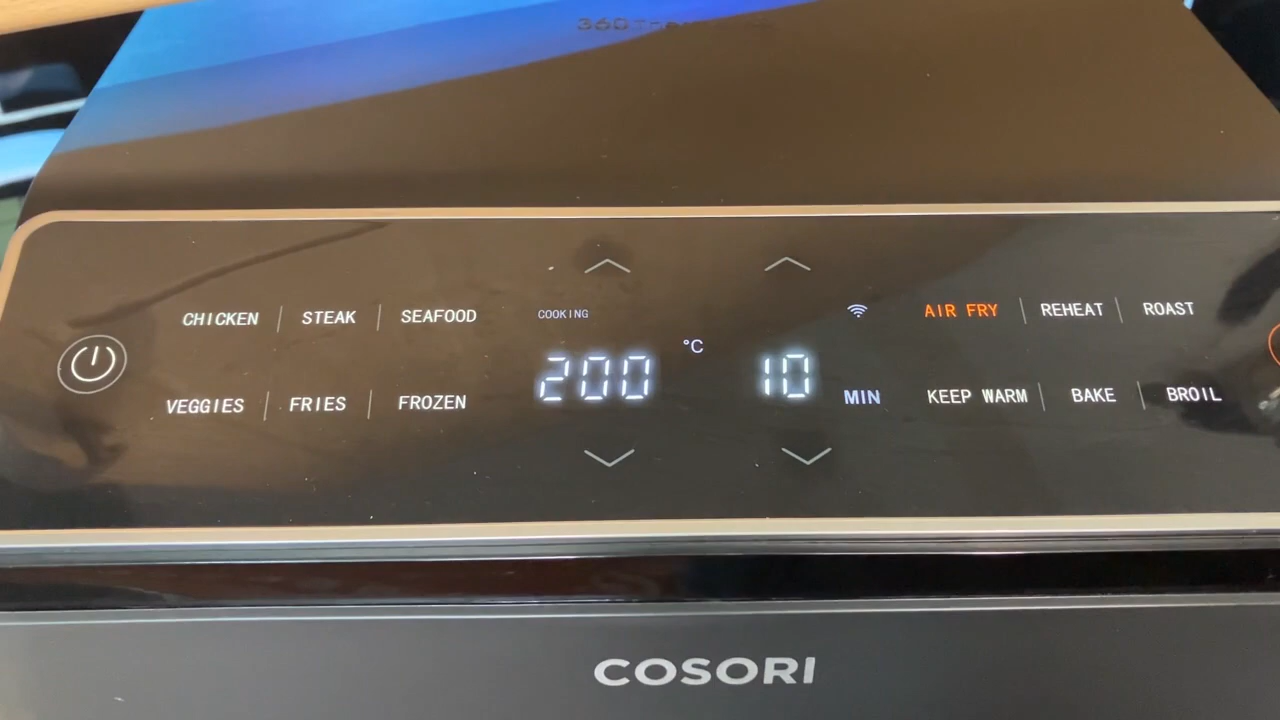 CHICKEN STEAK SEAFOOD COOKING AIR FRY REHEAT ROAST
200 °C 10
VEGGIES FRIES FROZEN MIN KEEP WARM BAKE BROIL
COSORI